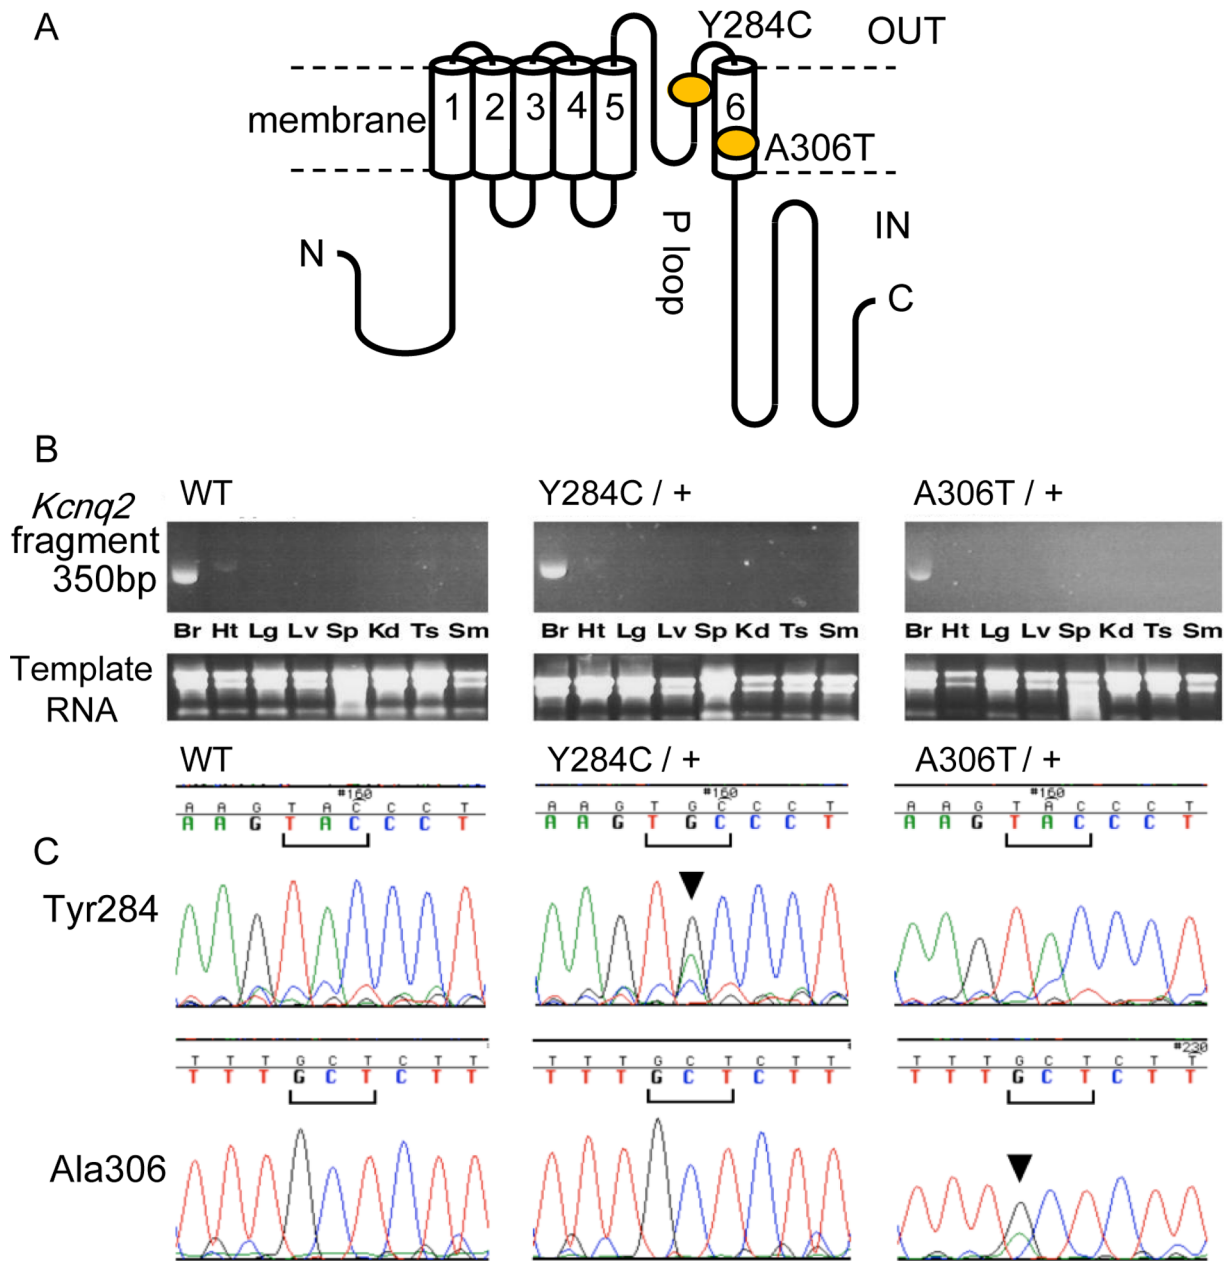 A
Y284C
OUT
membrane
1 2 3 4 5 6
A306T
P loop
IN
N
C
B
WT Y284C / + A306T / +
Kcnq2
fragment
350bp
Br Ht Lg Lv Sp Kd Ts Sm
Br Ht Lg Lv Sp Kd Ts Sm
Br Ht Lg Lv Sp Kd Ts Sm
Template
RNA
WT Y284C / + A306T / +
#160 #160 #160
A A G T A C C C T
A A G T G C C C T
A A G T A C C C T
A A G T A C C C T
A A G T G C C C T
A A G T A C C C T
C
Tyr284
#230
T T T G C T C T T
T T T G C T C T T
T T T G C T C T T
T T T G C T C T T
T T T G C T C T T
T T T G C T C T T
Ala306